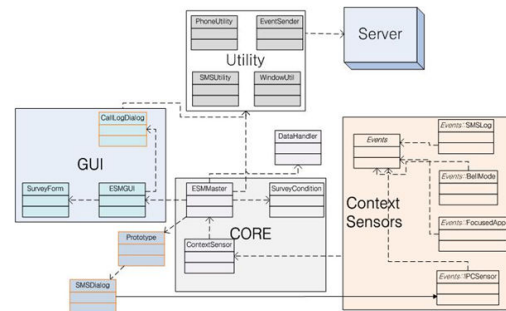 PhoneUtility
EventSender
Utility
SMSUtility
WindowUtil
Server
CallLogDialog
GUI
SurveyForm
ESMGUI
DataHandler
ESMMaster
SurveyCondition
CORE
ContextSensor
Prototype
SMSDialog
Events
Events::SMSLog
Events::BellMode
Context
Sensors
Events::FocusedApp
Events::IPCSensor